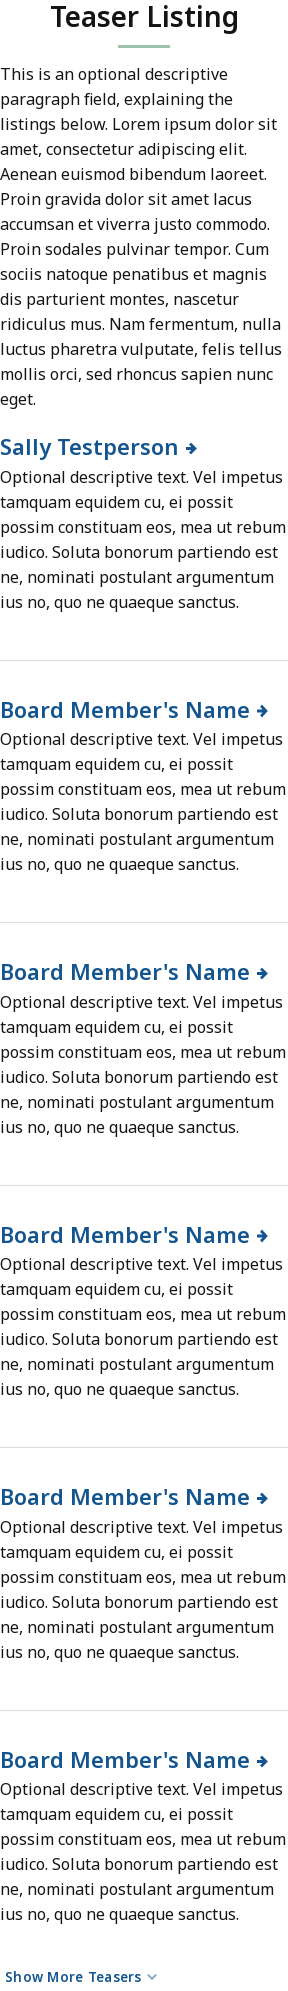 Teaser Listing
This is an optional descriptive
paragraph field, explaining the
listings below. Lorem ipsum dolor sit
amet, consectetur adipiscing elit.
Aenean euismod bibendum laoreet.
Proin gravida dolor sit amet lacus
accumsan et viverra justo commodo.
Proin sodales pulvinar tempor. Cum
sociis natoque penatibus et magnis
dis parturient montes, nascetur
ridiculus mus. Nam fermentum, nulla
luctus pharetra vulputate, felis tellus
mollis orci, sed rhoncus sapien nunc
eget.
Sally Testperson
Optional descriptive text. Vel impetus
tamquam equidem cu, ei possit
possim constituam eos, mea ut rebum
iudico. Soluta bonorum partiendo est
ne, nominati postulant argumentum
ius no, quo ne quaeque sanctus.
Board Member's Name
Optional descriptive text. Vel impetus
tamquam equidem cu, ei possit
possim constituam eos, mea ut rebum
iudico. Soluta bonorum partiendo est
ne, nominati postulant argumentum
ius no, quo ne quaeque sanctus.
Board Member's Name
Optional descriptive text. Vel impetus
tamquam equidem cu, ei possit
possim constituam eos, mea ut rebum
iudico. Soluta bonorum partiendo est
ne, nominati postulant argumentum
ius no, quo ne quaeque sanctus.
Board Member's Name
Optional descriptive text. Vel impetus
tamquam equidem cu, ei possit
possim constituam eos, mea ut rebum
iudico. Soluta bonorum partiendo est
ne, nominati postulant argumentum
ius no, quo ne quaeque sanctus.
Board Member's Name
Optional descriptive text. Vel impetus
tamquam equidem cu, ei possit
possim constituam eos, mea ut rebum
iudico. Soluta bonorum partiendo est
ne, nominati postulant argumentum
ius no, quo ne quaeque sanctus.
Board Member's Name
Optional descriptive text. Vel impetus
tamquam equidem cu, ei possit
possim constituam eos, mea ut rebum
iudico. Soluta bonorum partiendo est
ne, nominati postulant argumentum
ius no, quo ne quaeque sanctus.
Show More Teasers